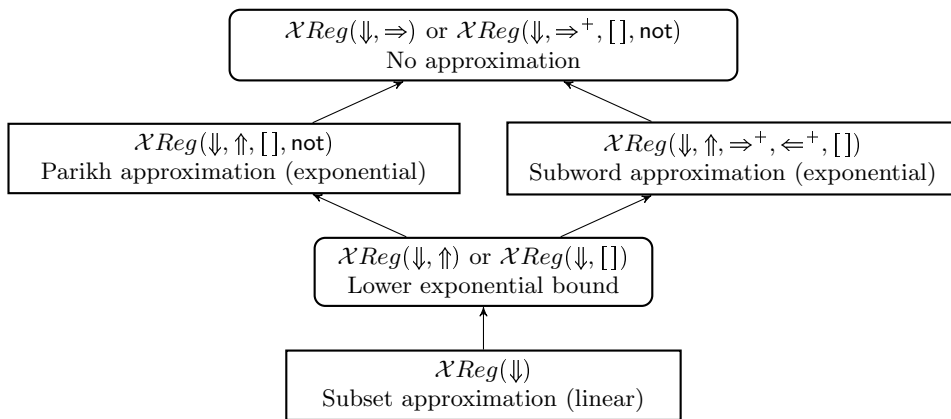 𝒳Reg(⇓, ⇒) or 𝒳Reg(⇓, ⇒⁺, [ ], not)
No approximation
𝒳Reg(⇓, ⇑, [ ], not)
Parikh approximation (exponential)
𝒳Reg(⇓, ⇑, ⇒⁺, ⇐⁺, [ ])
Subword approximation (exponential)
𝒳Reg(⇓, ⇑) or 𝒳Reg(⇓, [ ])
Lower exponential bound
𝒳Reg(⇓)
Subset approximation (linear)